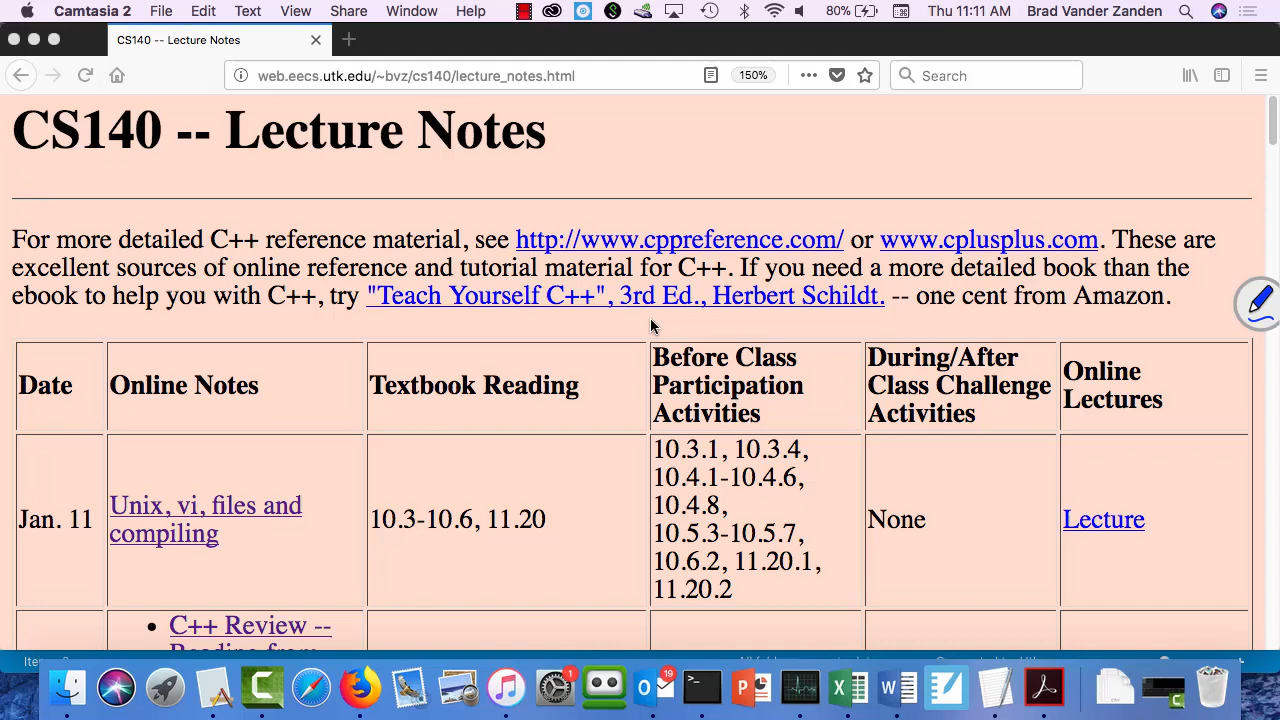 Camtasia 2 File Edit Text View Share Window Help 80% Thu 11:11 AM Brad Vander Zanden
CS140 -- Lecture Notes
web.eecs.utk.edu/~bvz/cs140/lecture_notes.html 150% Search
CS140 -- Lecture Notes
For more detailed C++ reference material, see http://www.cppreference.com/ or www.cplusplus.com. These are
excellent sources of online reference and tutorial material for C++. If you need a more detailed book than the
ebook to help you with C++, try "Teach Yourself C++", 3rd Ed., Herbert Schildt. -- one cent from Amazon.
Date
Online Notes
Textbook Reading
Before Class
Participation
Activities
During/After
Class Challenge
Activities
Online
Lectures
Jan. 11
Unix, vi, files and
compiling
10.3-10.6, 11.20
10.3.1, 10.3.4,
10.4.1-10.4.6,
10.4.8,
10.5.3-10.5.7,
10.6.2, 11.20.1,
11.20.2
None
Lecture
• C++ Review --
Reading from
1
19